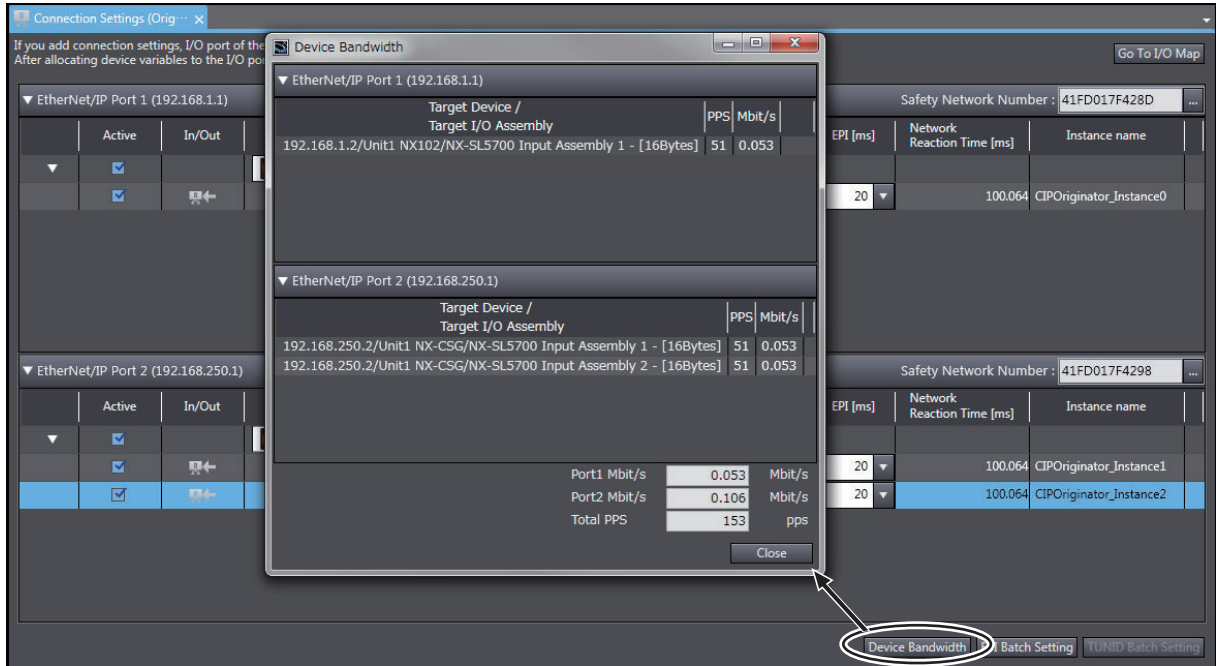 Connection Settings (Orig···
If you add connection settings, I/O port of the
After allocating device variables to the I/O po
Go To I/O Map
EtherNet/IP Port 1 (192.168.1.1)
Safety Network Number : 41FD017F428D ...
Active In/Out EPI [ms] Network Reaction Time [ms] Instance name
20 100.064 CIPOriginator_Instance0
EtherNet/IP Port 2 (192.168.250.1)
Safety Network Number : 41FD017F4298 ...
Active In/Out EPI [ms] Network Reaction Time [ms] Instance name
20 100.064 CIPOriginator_Instance1
20 100.064 CIPOriginator_Instance2
Device Bandwidth
EtherNet/IP Port 1 (192.168.1.1)
Target Device /
Target I/O Assembly PPS Mbit/s
192.168.1.2/Unit1 NX102/NX-SL5700 Input Assembly 1 - [16Bytes] 51 0.053
EtherNet/IP Port 2 (192.168.250.1)
Target Device /
Target I/O Assembly PPS Mbit/s
192.168.250.2/Unit1 NX-CSG/NX-SL5700 Input Assembly 1 - [16Bytes] 51 0.053
192.168.250.2/Unit1 NX-CSG/NX-SL5700 Input Assembly 2 - [16Bytes] 51 0.053
Port1 Mbit/s 0.053 Mbit/s
Port2 Mbit/s 0.106 Mbit/s
Total PPS 153 pps
Close
Device Bandwidth Batch Setting TUNID Batch Setting